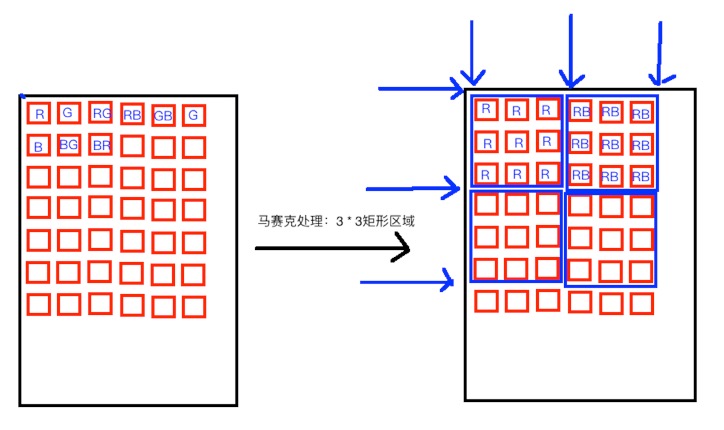 R G RG RB GB G
B BG BR
马赛克处理：3 * 3矩形区域
R R R RB RB RB
R R R RB RB RB
R R R RB RB RB